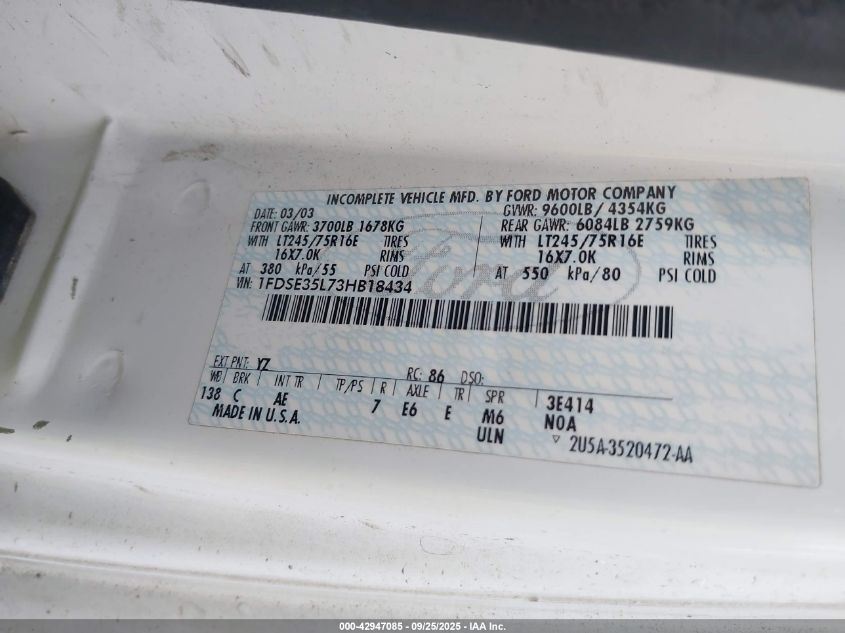 INCOMPLETE VEHICLE MFD. BY FORD MOTOR COMPANY
DATE: 03/03 GVWR: 9600LB/ 4354KG
FRONT GAWR: 3700LB 1678KG REAR GAWR: 6084LB 2759KG
WITH LT245/75R16E TIRES WITH LT245/75R16E TIRES
16X7.0K RIMS 16X7.0K RIMS
AT 380 kPa/55 PSI COLD AT 550 kPa/80 PSI COLD
VIN: 1FDSE35L73HB18434
Ford
EXT PNT: YZ RC: 86 DSO:
WB BRK INT TR TP/PS R AXLE TR SPR 3E414
138 C AE 7 E6 E M6 NOA
MADE IN U.S.A. ULN 2U5A-3520472-AA
000-42947085 - 09/25/2025 - IAA Inc.